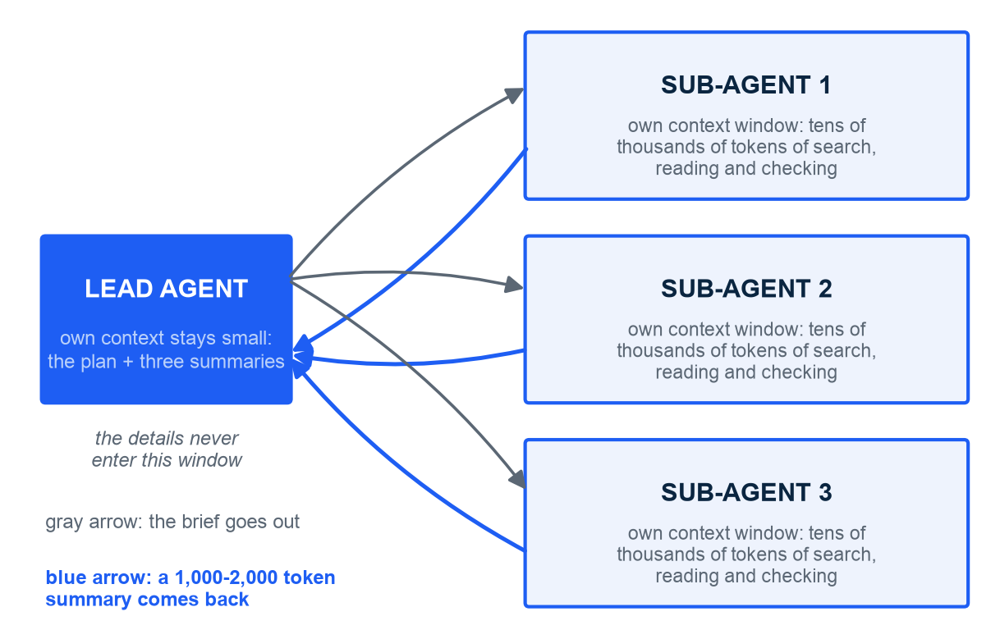 SUB-AGENT 1
own context window: tens of
thousands of tokens of search,
reading and checking
LEAD AGENT
own context stays small:
the plan + three summaries
SUB-AGENT 2
own context window: tens of
thousands of tokens of search,
reading and checking
the details never
enter this window
SUB-AGENT 3
own context window: tens of
thousands of tokens of search,
reading and checking
gray arrow: the brief goes out
blue arrow: a 1,000-2,000 token
summary comes back